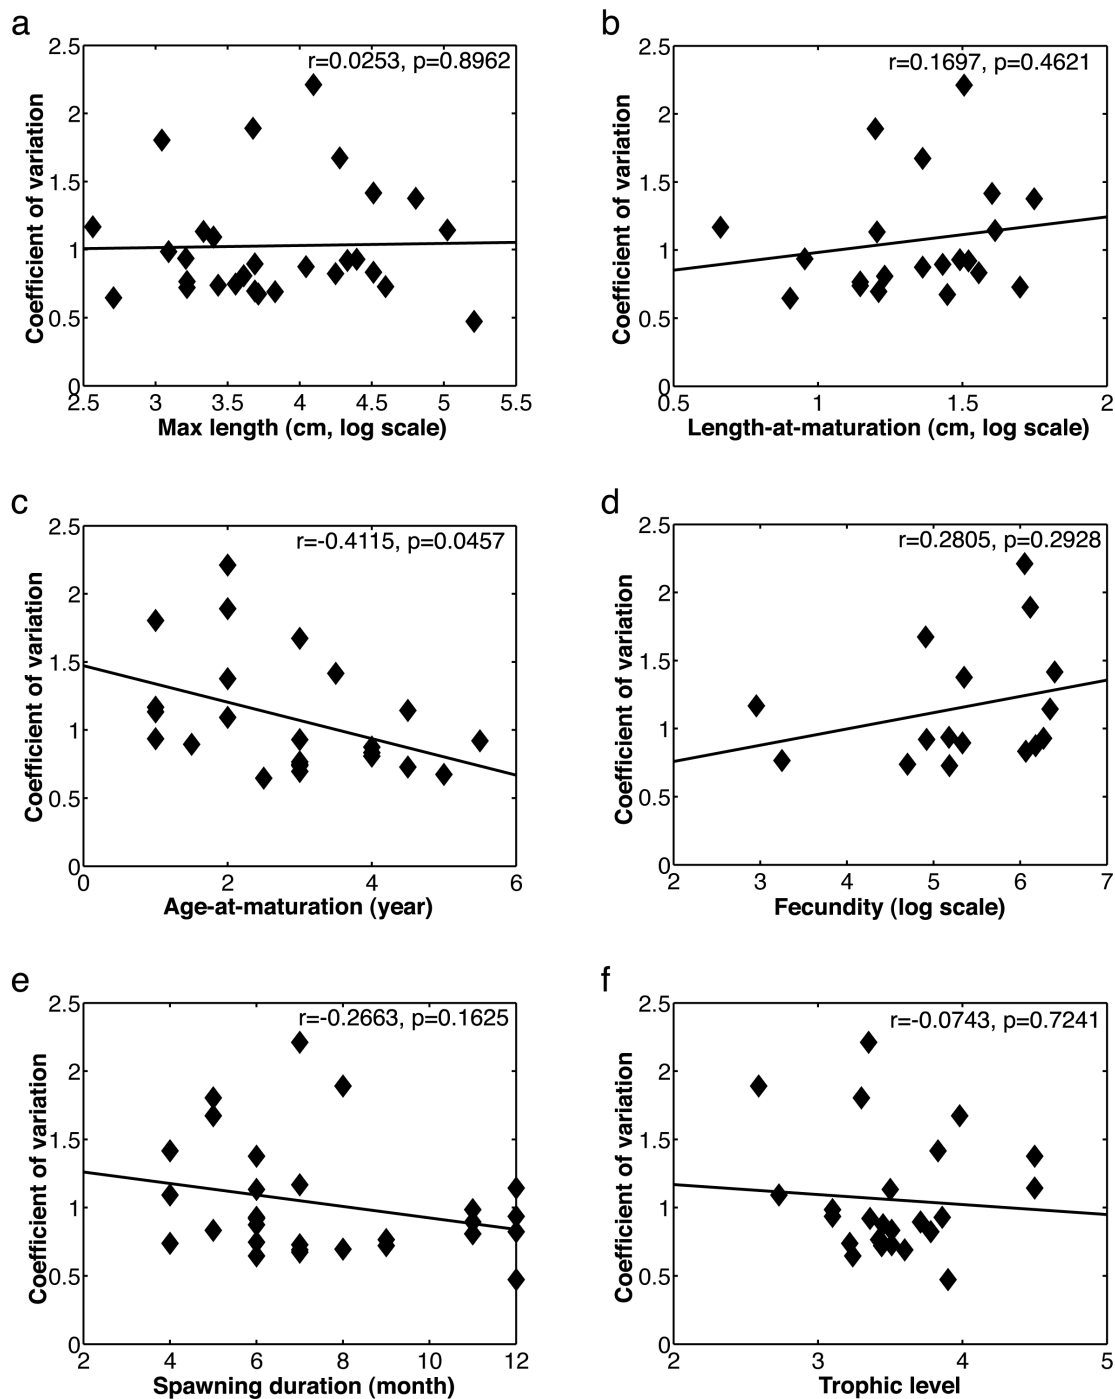 a
r=0.0253, p=0.8962
2.5
2
1.5
1
0.5
0
Coefficient of variation
2.5 3 3.5 4 4.5 5 5.5
Max length (cm, log scale)
b
r=0.1697, p=0.4621
2.5
2
1.5
1
0.5
0
Coefficient of variation
0.5 1 1.5 2
Length-at-maturation (cm, log scale)
c
r=-0.4115, p=0.0457
2.5
2
1.5
1
0.5
0
Coefficient of variation
0 2 4 6
Age-at-maturation (year)
d
r=0.2805, p=0.2928
2.5
2
1.5
1
0.5
0
Coefficient of variation
2 3 4 5 6 7
Fecundity (log scale)
e
r=-0.2663, p=0.1625
2.5
2
1.5
1
0.5
0
Coefficient of variation
2 4 6 8 10 12
Spawning duration (month)
f
r=-0.0743, p=0.7241
2.5
2
1.5
1
0.5
0
Coefficient of variation
2 3 4 5
Trophic level